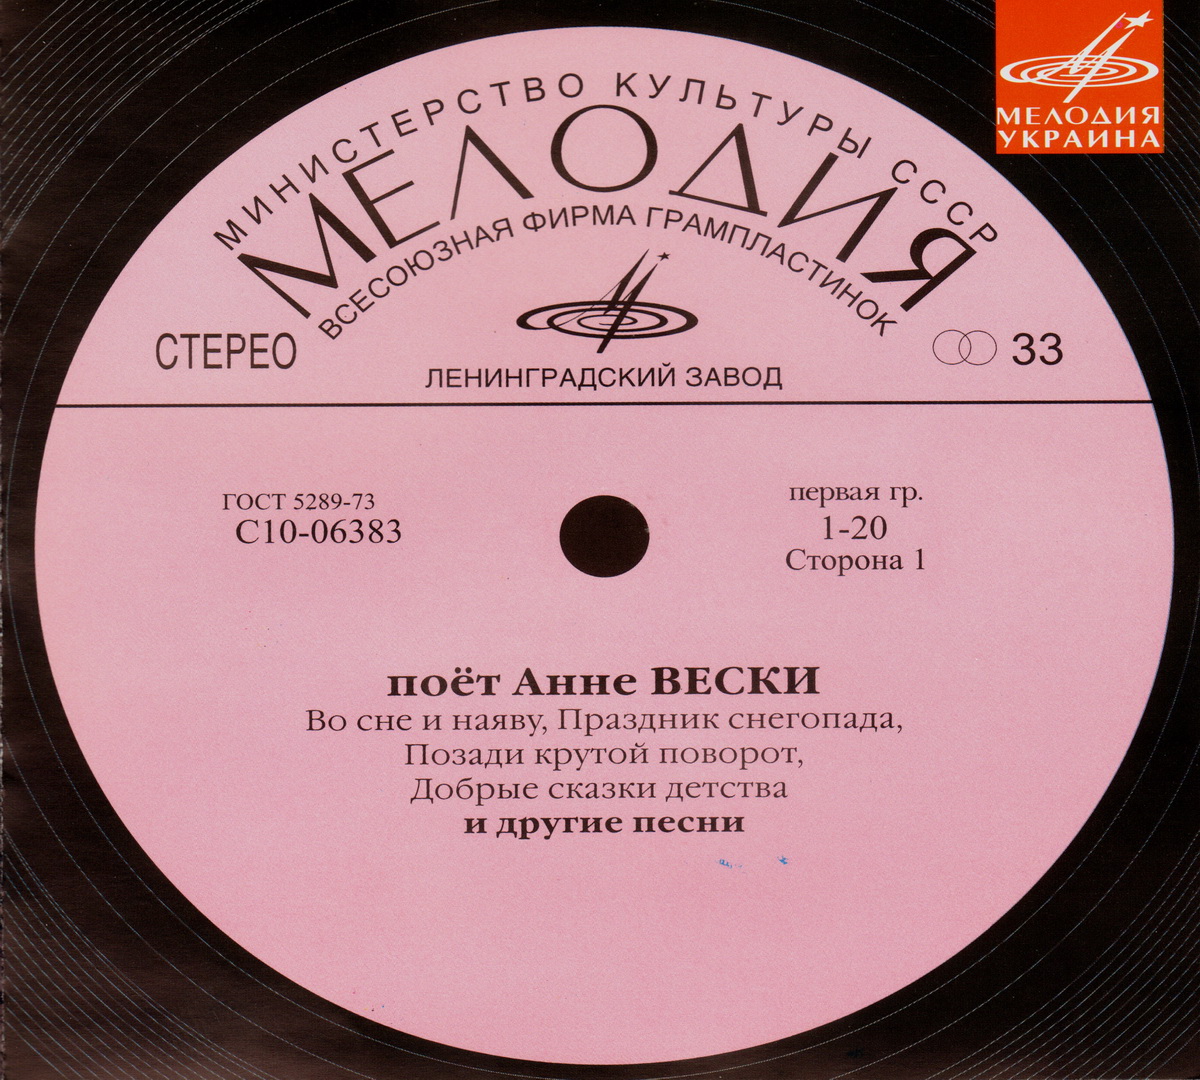 МЕЛОДИЯ
УКРАИНА
МИНИСТЕРСТВО КУЛЬТУРЫ СССР
МЕЛОДИЯ
ВСЕСОЮЗНАЯ ФИРМА ГРАМПЛАСТИНОК
СТЕРЕО
33
ЛЕНИНГРАДСКИЙ ЗАВОД
ГОСТ 5289-73
С10-06383
первая гр.
1-20
Сторона 1
поёт Анне ВЕСКИ
Во сне и наяву, Праздник снегопада,
Позади крутой поворот,
Добрые сказки детства
и другие песни